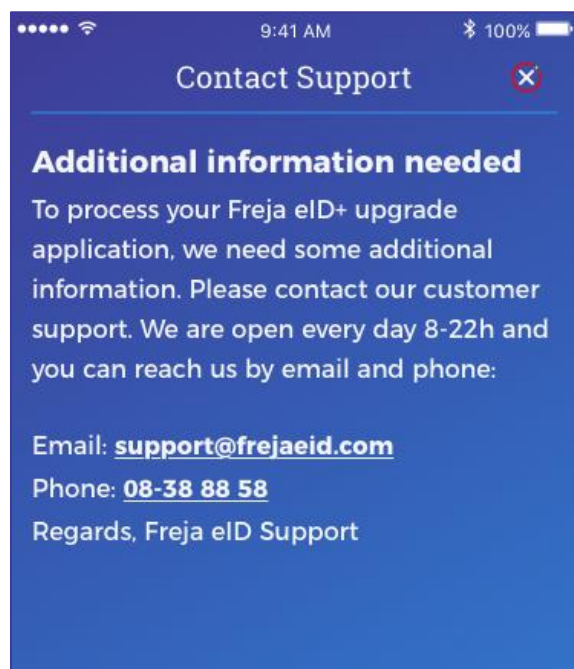 9:41 AM
100%
Contact Support
Additional information needed
To process your Freja eID+ upgrade
application, we need some additional
information. Please contact our customer
support. We are open every day 8-22h and
you can reach us by email and phone:
Email: support@frejaeid.com
Phone: 08-38 88 58
Regards, Freja eID Support